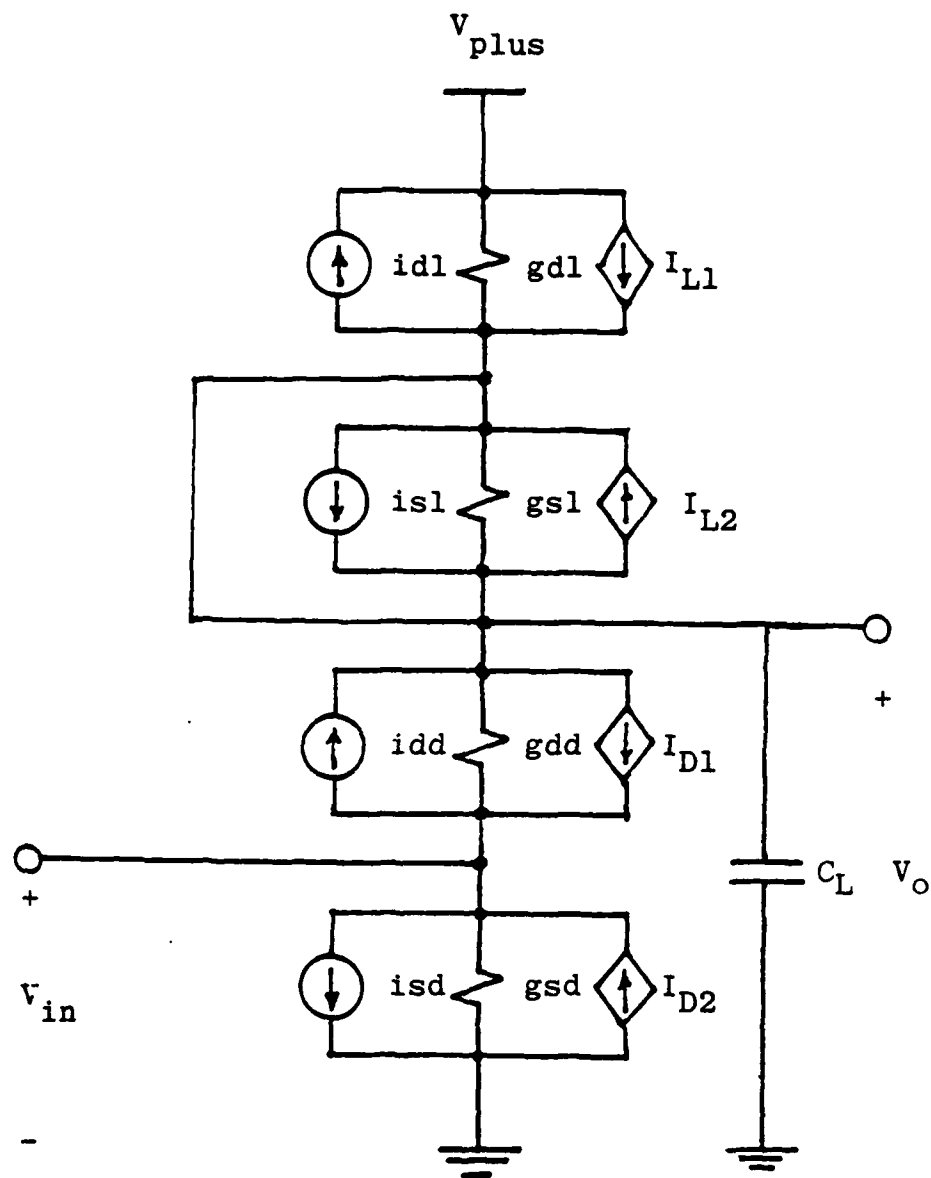 V plus
idl gdl I L1
isl gsl I L2
+
idd gdd I D1
+
C L V o
isd gsd I D2
V in
-